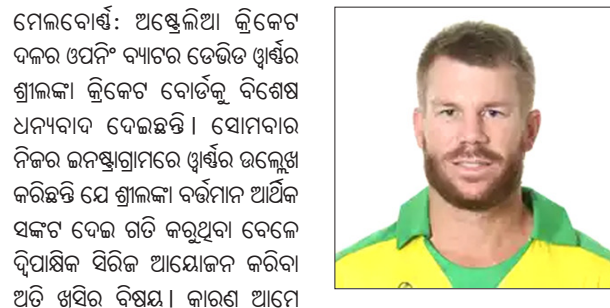 ମେଲବୋର୍ଣ୍ଣ: ଅଷ୍ଟ୍ରେଲିଆ କ୍ରିକେଟ
ଦଳର ଓପନିଂ ବ୍ୟାଟର ଡେଭିଡ ୱାର୍ଣ୍ଣର
ଶ୍ରୀଲଙ୍କା କ୍ରିକେଟ ବୋର୍ଡକୁ ବିଶେଷ
ଧନ୍ୟବାଦ ଦେଇଛନ୍ତି। ସୋମବାର
ନିଜର ଇନଷ୍ଟାଗ୍ରାମରେ ୱାର୍ଣ୍ଣର ଉଲ୍ଲେଖ
କରିଛନ୍ତି ଯେ ଶ୍ରୀଲଙ୍କା ବର୍ତ୍ତମାନ ଆର୍ଥିକ
ସଙ୍କଟ ଦେଇ ଗତି କରୁଥିବା ବେଳେ
ଦ୍ୱିପାକ୍ଷିକ ସିରିଜ ଆୟୋଜନ କରିବା
ଅତି ଖୁସିର ବିଷୟ। କାରଣ ଆମେ